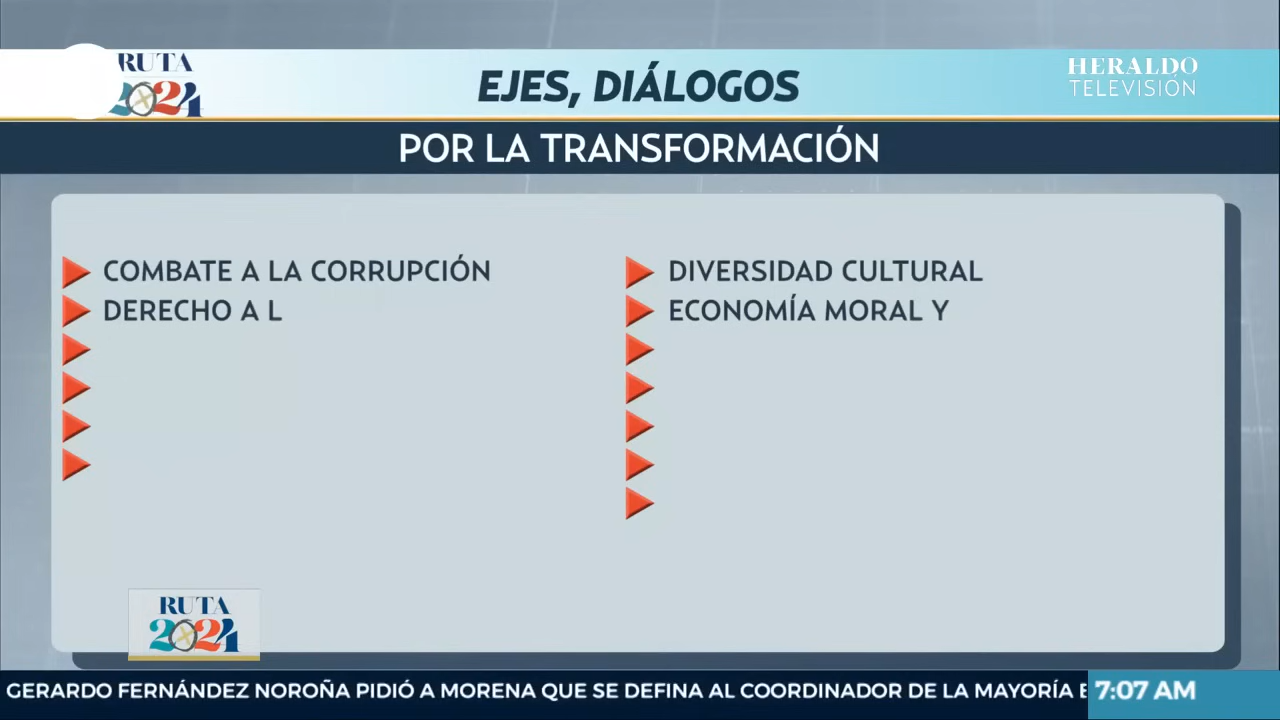 RUTA
2024
EJES, DIÁLOGOS
HERALDO
TELEVISIÓN
POR LA TRANSFORMACIÓN
COMBATE A LA CORRUPCIÓN
DERECHO A L
DIVERSIDAD CULTURAL
ECONOMÍA MORAL Y
RUTA
2024
GERARDO FERNÁNDEZ NOROÑA PIDIÓ A MORENA QUE SE DEFINA AL COORDINADOR DE LA MAYORÍA E
7:07 AM